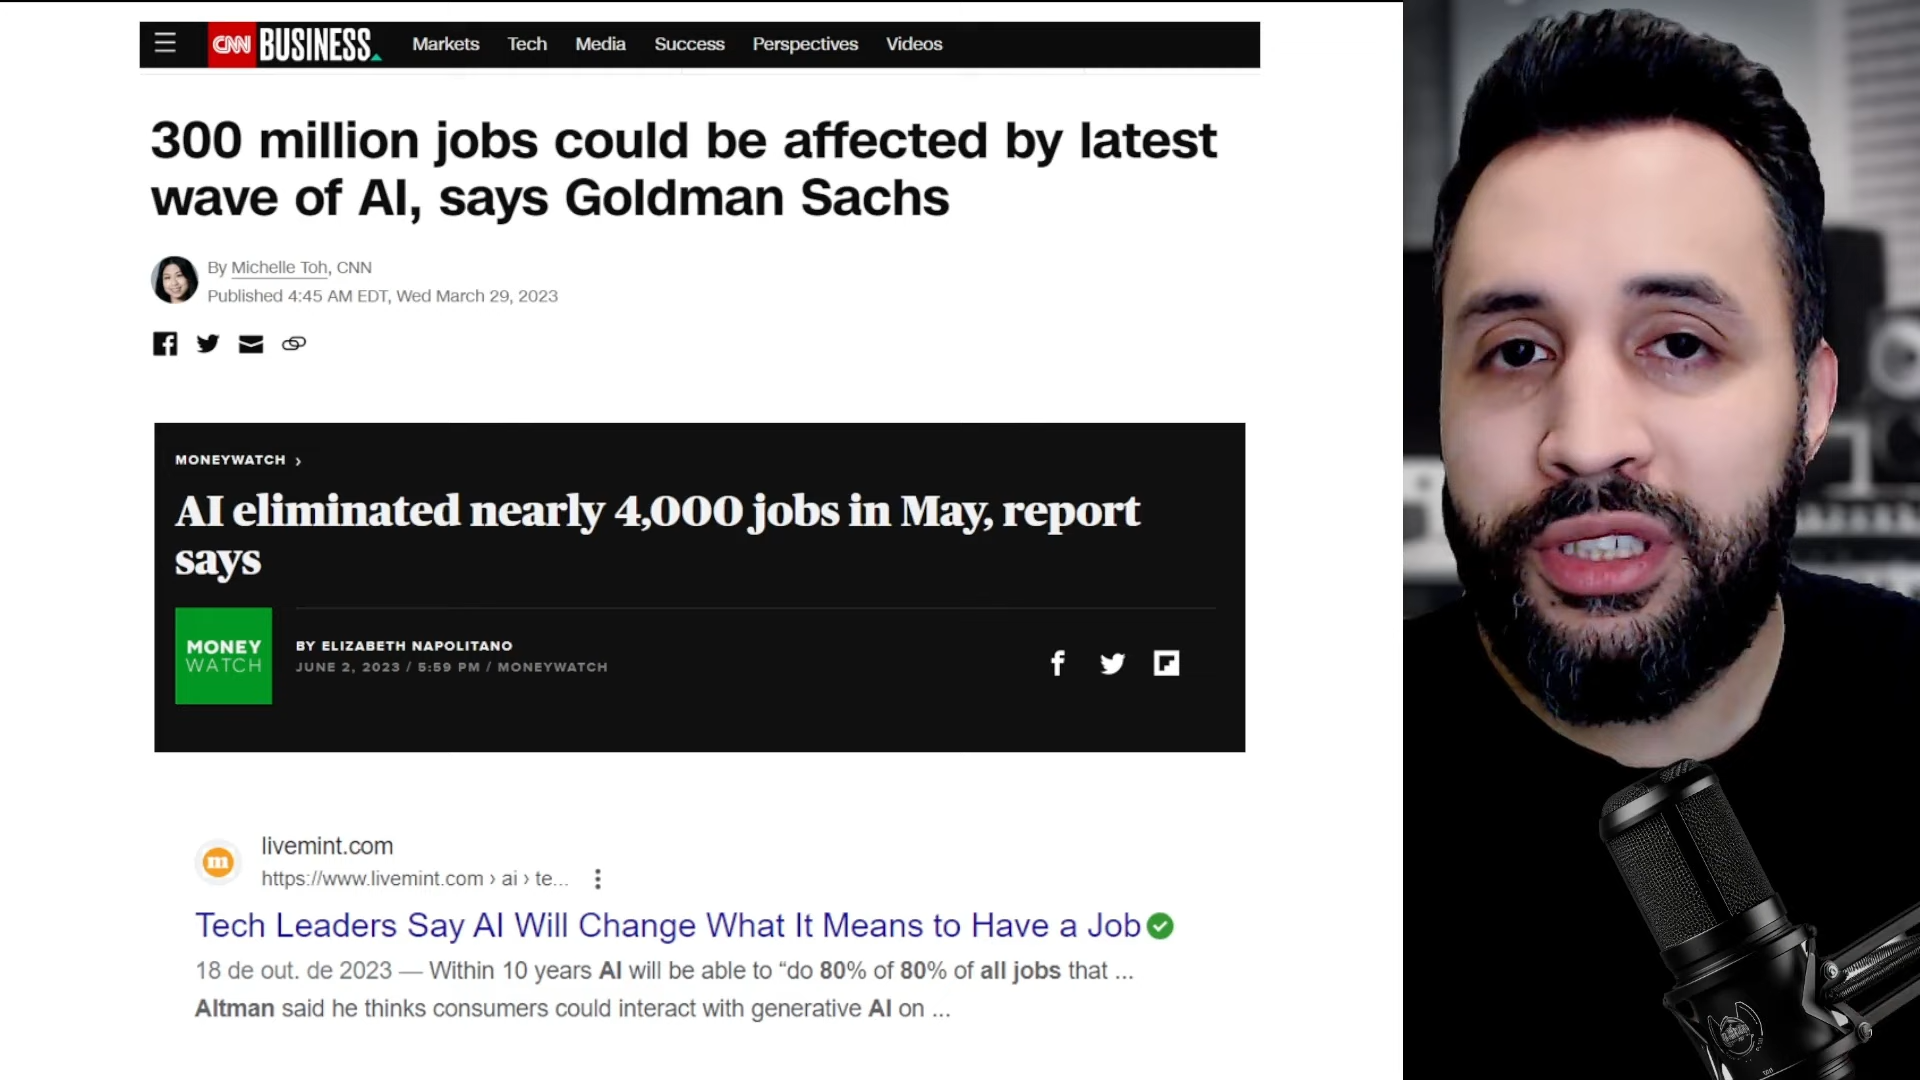 CNN BUSINESS Markets Tech Media Success Perspectives Videos
300 million jobs could be affected by latest
wave of AI, says Goldman Sachs
By Michelle Toh, CNN
Published 4:45 AM EDT, Wed March 29, 2023
MONEYWATCH ›
AI eliminated nearly 4,000 jobs in May, report
says
MONEY
WATCH
BY ELIZABETH NAPOLITANO
JUNE 2, 2023 / 5:59 PM / MONEYWATCH
m
livemint.com
https://www.livemint.com › ai › te...
Tech Leaders Say AI Will Change What It Means to Have a Job
18 de out. de 2023 — Within 10 years AI will be able to “do 80% of 80% of all jobs that ...
Altman said he thinks consumers could interact with generative AI on ...